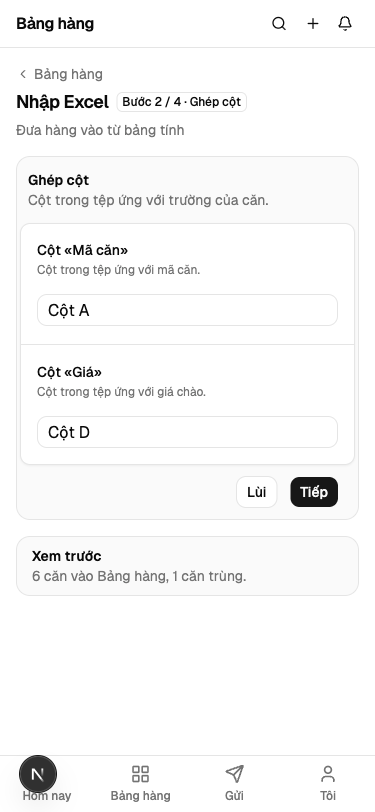 Bảng hàng
Bảng hàng
Nhập Excel
Bước 2 / 4 · Ghép cột
Đưa hàng vào từ bảng tính
Ghép cột
Cột trong tệp ứng với trường của căn.
Cột «Mã căn»
Cột trong tệp ứng với mã căn.
Cột A
Cột «Giá»
Cột trong tệp ứng với giá chào.
Cột D
Lùi
Tiếp
Xem trước
6 căn vào Bảng hàng, 1 căn trùng.
N
Hôm nay
Bảng hàng
Gửi
Tôi